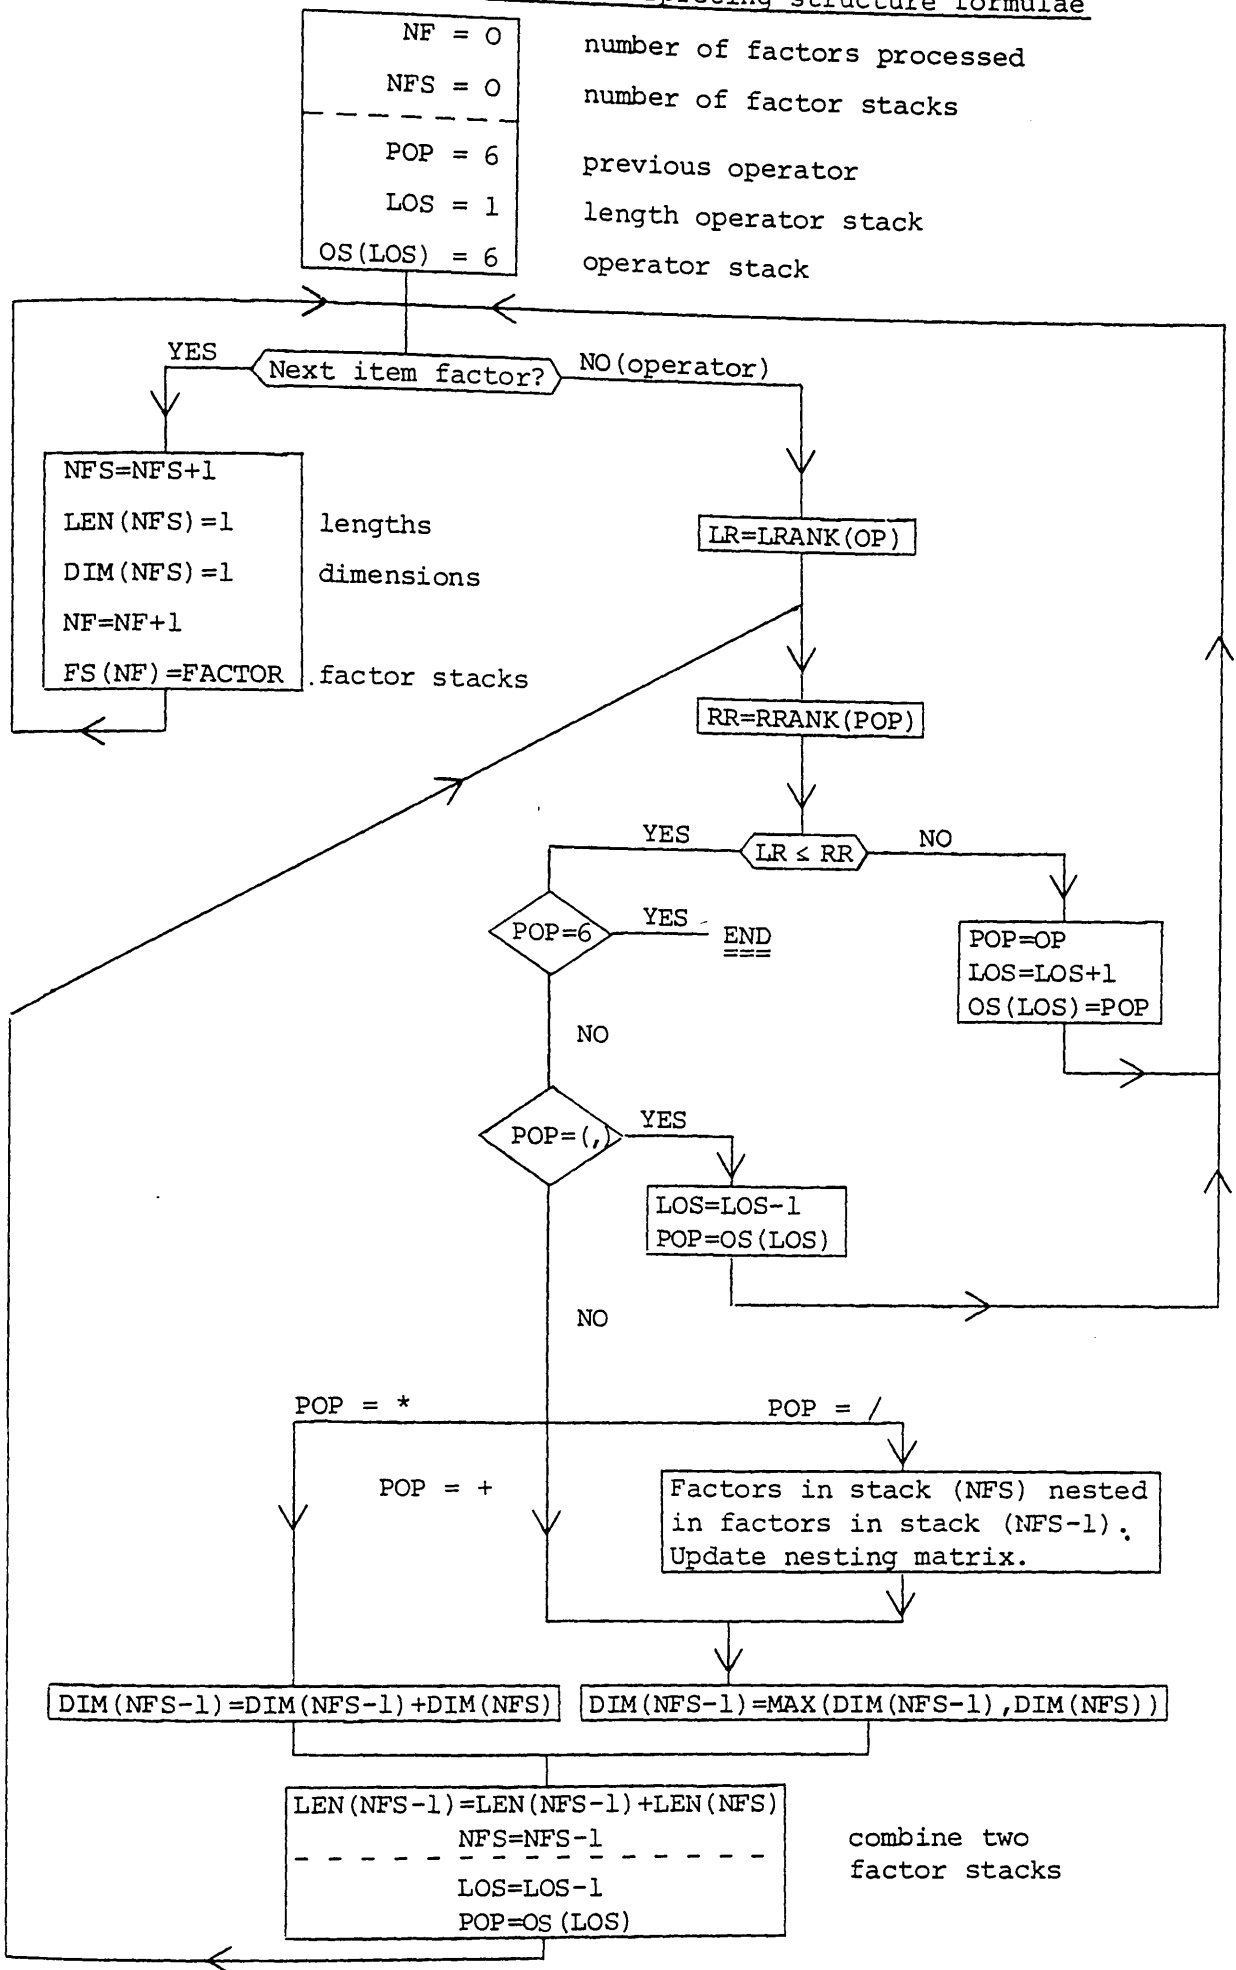 structure formulae
NF = 0
number of factors processed
NFS = 0
number of factor stacks
POP = 6
previous operator
LOS = 1
length operator stack
OS(LOS) = 6
operator stack
YES
Next item factor?
NO(operator)
NFS=NFS+1
LEN(NFS)=1
lengths
DIM(NFS)=1
dimensions
NF=NF+1
FS(NF)=FACTOR
.factor stacks
LR=LRANK(OP)
RR=RRANK(POP)
YES
LR ≤ RR
NO
POP=6
YES
END
===
POP=OP
LOS=LOS+1
OS(LOS)=POP
NO
POP=(,)
YES
LOS=LOS-1
POP=OS(LOS)
NO
POP = *
POP = /
POP = +
Factors in stack (NFS) nested
in factors in stack (NFS-1).
Update nesting matrix.
DIM(NFS-1)=DIM(NFS-1)+DIM(NFS)
DIM(NFS-1)=MAX(DIM(NFS-1),DIM(NFS))
LEN(NFS-1)=LEN(NFS-1)+LEN(NFS)
NFS=NFS-1
combine two
factor stacks
LOS=LOS-1
POP=OS(LOS)